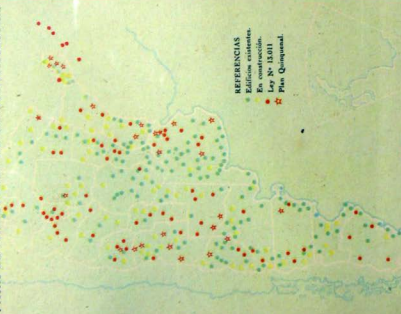 REFERENCIAS
Edificios existentes.
En construcción.
Ley Nº 13.011
Plan Quinquenal.